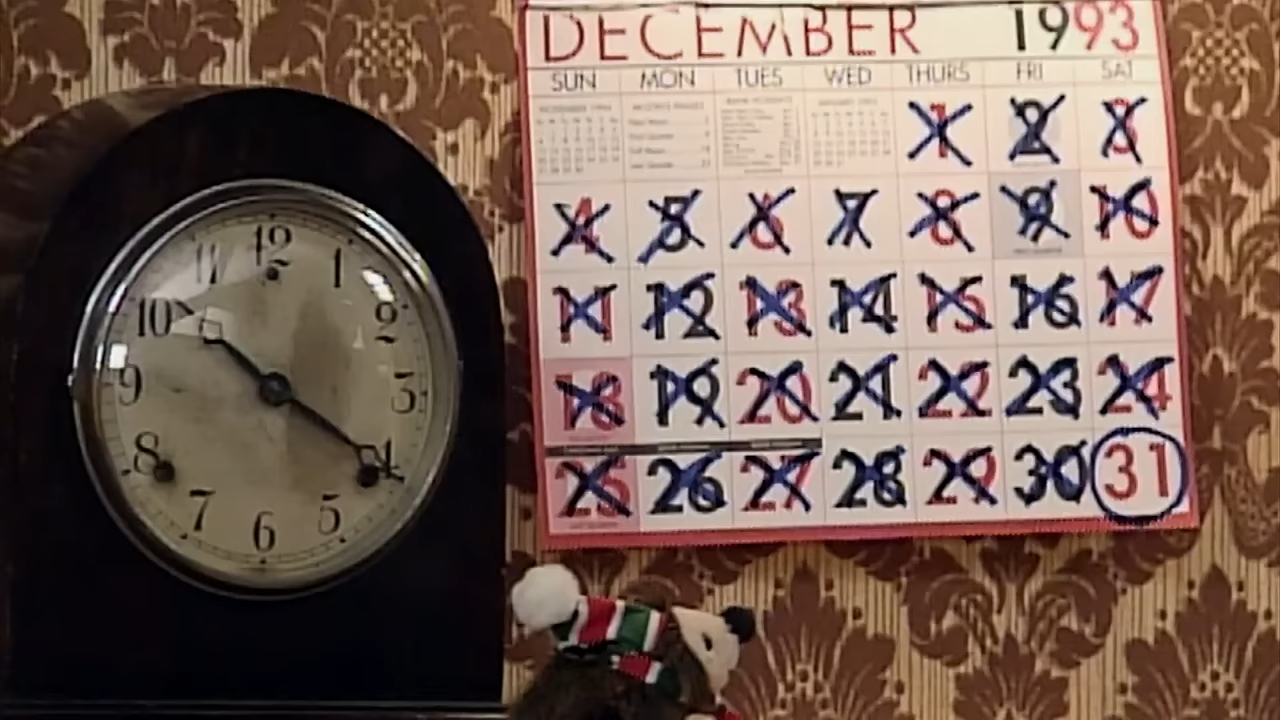 DECEMBER 1993
SUN MON TUES WED THURS FRI SAT
1 2 3
4 5 6 7 8 9 10
11 12 13 14 15 16 17
18 19 20 21 22 23 24
25 26 27 28 29 30 31
12
11 1
10 2
9 3
8 4
7 5
6